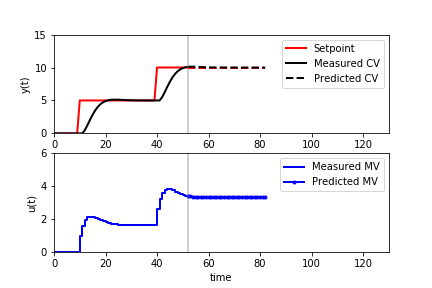 15
10
5
0
y(t)
Setpoint
Measured CV
Predicted CV
0 20 40 60 80 100 120
6
4
2
0
u(t)
Measured MV
Predicted MV
0 20 40 60 80 100 120
time